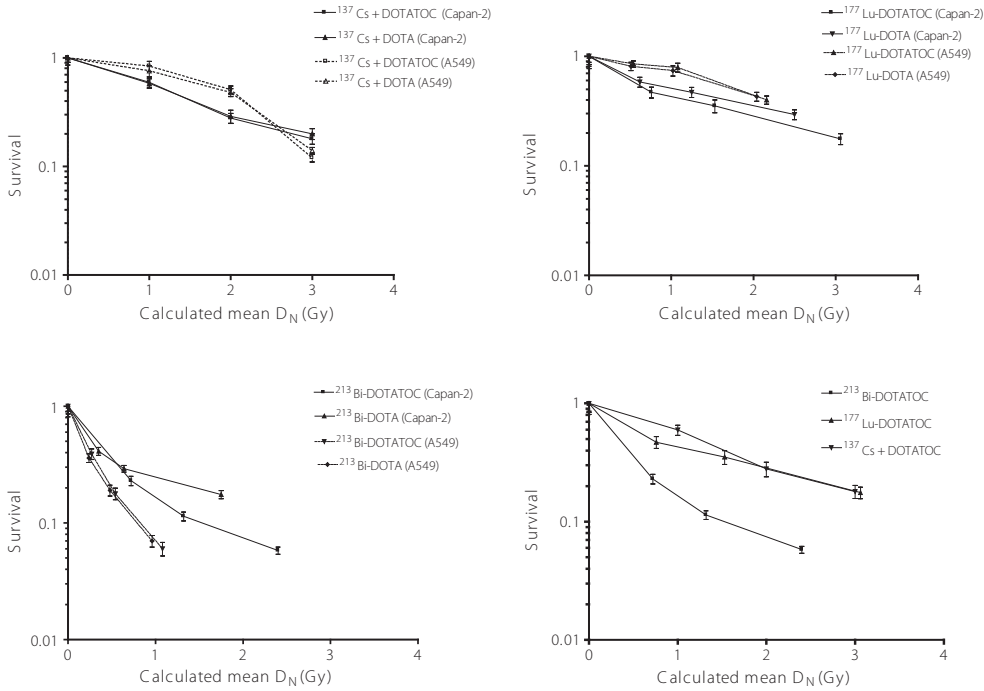 ¹³⁷Cs + DOTATOC (Capan-2)
¹³⁷Cs + DOTA (Capan-2)
¹³⁷Cs + DOTATOC (A549)
¹³⁷Cs + DOTA (A549)
1
0.1
0.01
Survival
0 1 2 3 4
Calculated mean D_N (Gy)
¹⁷⁷Lu-DOTATOC (Capan-2)
¹⁷⁷Lu-DOTA (Capan-2)
¹⁷⁷Lu-DOTATOC (A549)
¹⁷⁷Lu-DOTA (A549)
1
0.1
0.01
Survival
0 1 2 3 4
Calculated mean D_N (Gy)
²¹³Bi-DOTATOC (Capan-2)
²¹³Bi-DOTA (Capan-2)
²¹³Bi-DOTATOC (A549)
²¹³Bi-DOTA (A549)
1
0.1
0.01
Survival
0 1 2 3 4
Calculated mean D_N (Gy)
²¹³Bi-DOTATOC
¹⁷⁷Lu-DOTATOC
¹³⁷Cs + DOTATOC
1
0.1
0.01
Survival
0 1 2 3 4
Calculated mean D_N (Gy)